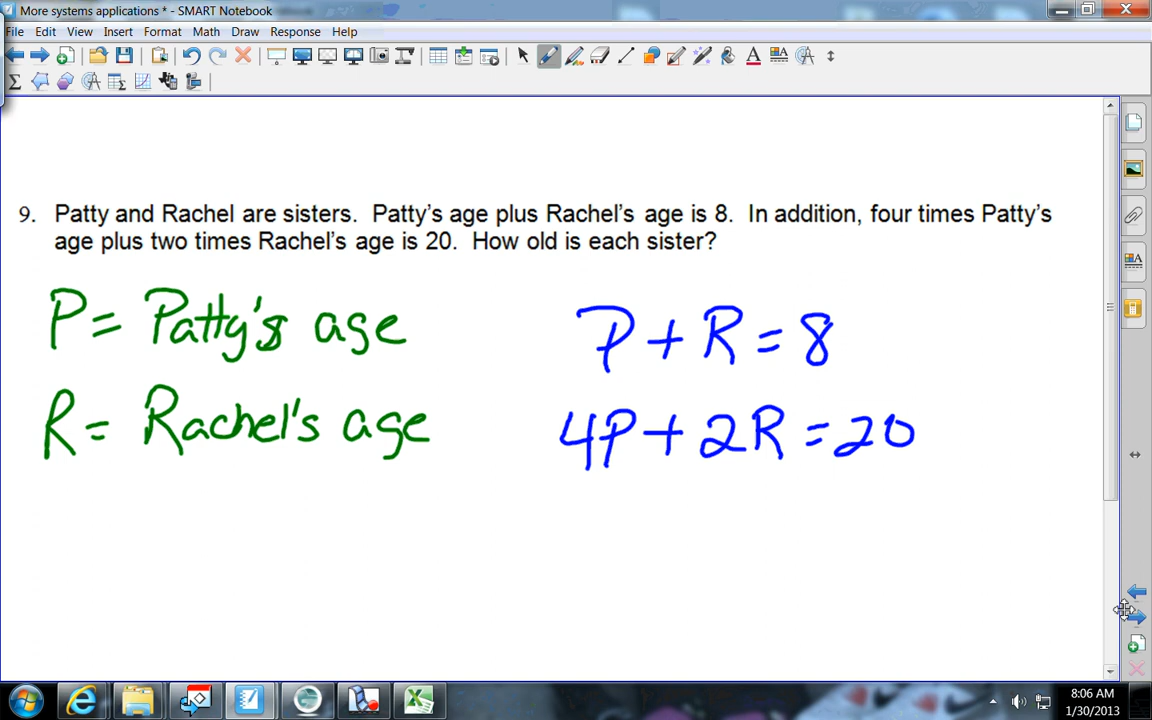 More systems applications * - SMART Notebook
File Edit View Insert Format Math Draw Response Help
9. Patty and Rachel are sisters. Patty's age plus Rachel's age is 8. In addition, four times Patty's
age plus two times Rachel's age is 20. How old is each sister?
P = Patty's age
P + R = 8
R = Rachel's age
4P + 2R = 20
8:06 AM
1/30/2013